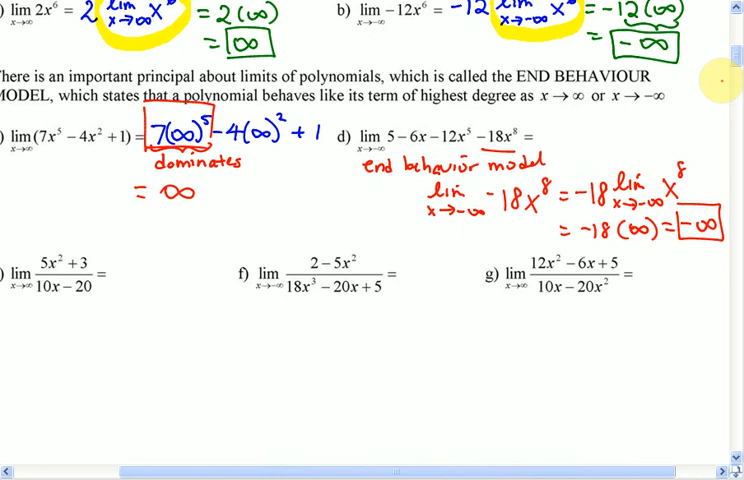 ) lim x→∞ 2x⁶ = 2 lim x→∞ x = 2(∞) b) lim x→-∞ -12x⁶ = -12 lim x→-∞ x = -12(∞)
= ∞ = -∞
here is an important principal about limits of polynomials, which is called the END BEHAVIOUR
MODEL, which states that a polynomial behaves like its term of highest degree as x → ∞ or x → -∞
) lim x→∞ (7x⁵ - 4x² + 1) = 7(∞)⁵ - 4(∞)² + 1 d) lim x→-∞ 5 - 6x - 12x⁵ - 18x⁸ =
dominates end behavior model
= ∞ lim x→-∞ -18x⁸ = -18 lim x→-∞ x⁸
= -18(∞) = -∞
) lim x→∞ (5x² + 3)/(10x - 20) = f) lim x→-∞ (2 - 5x²)/(18x³ - 20x + 5) = g) lim x→∞ (12x² - 6x + 5)/(10x - 20x²) =